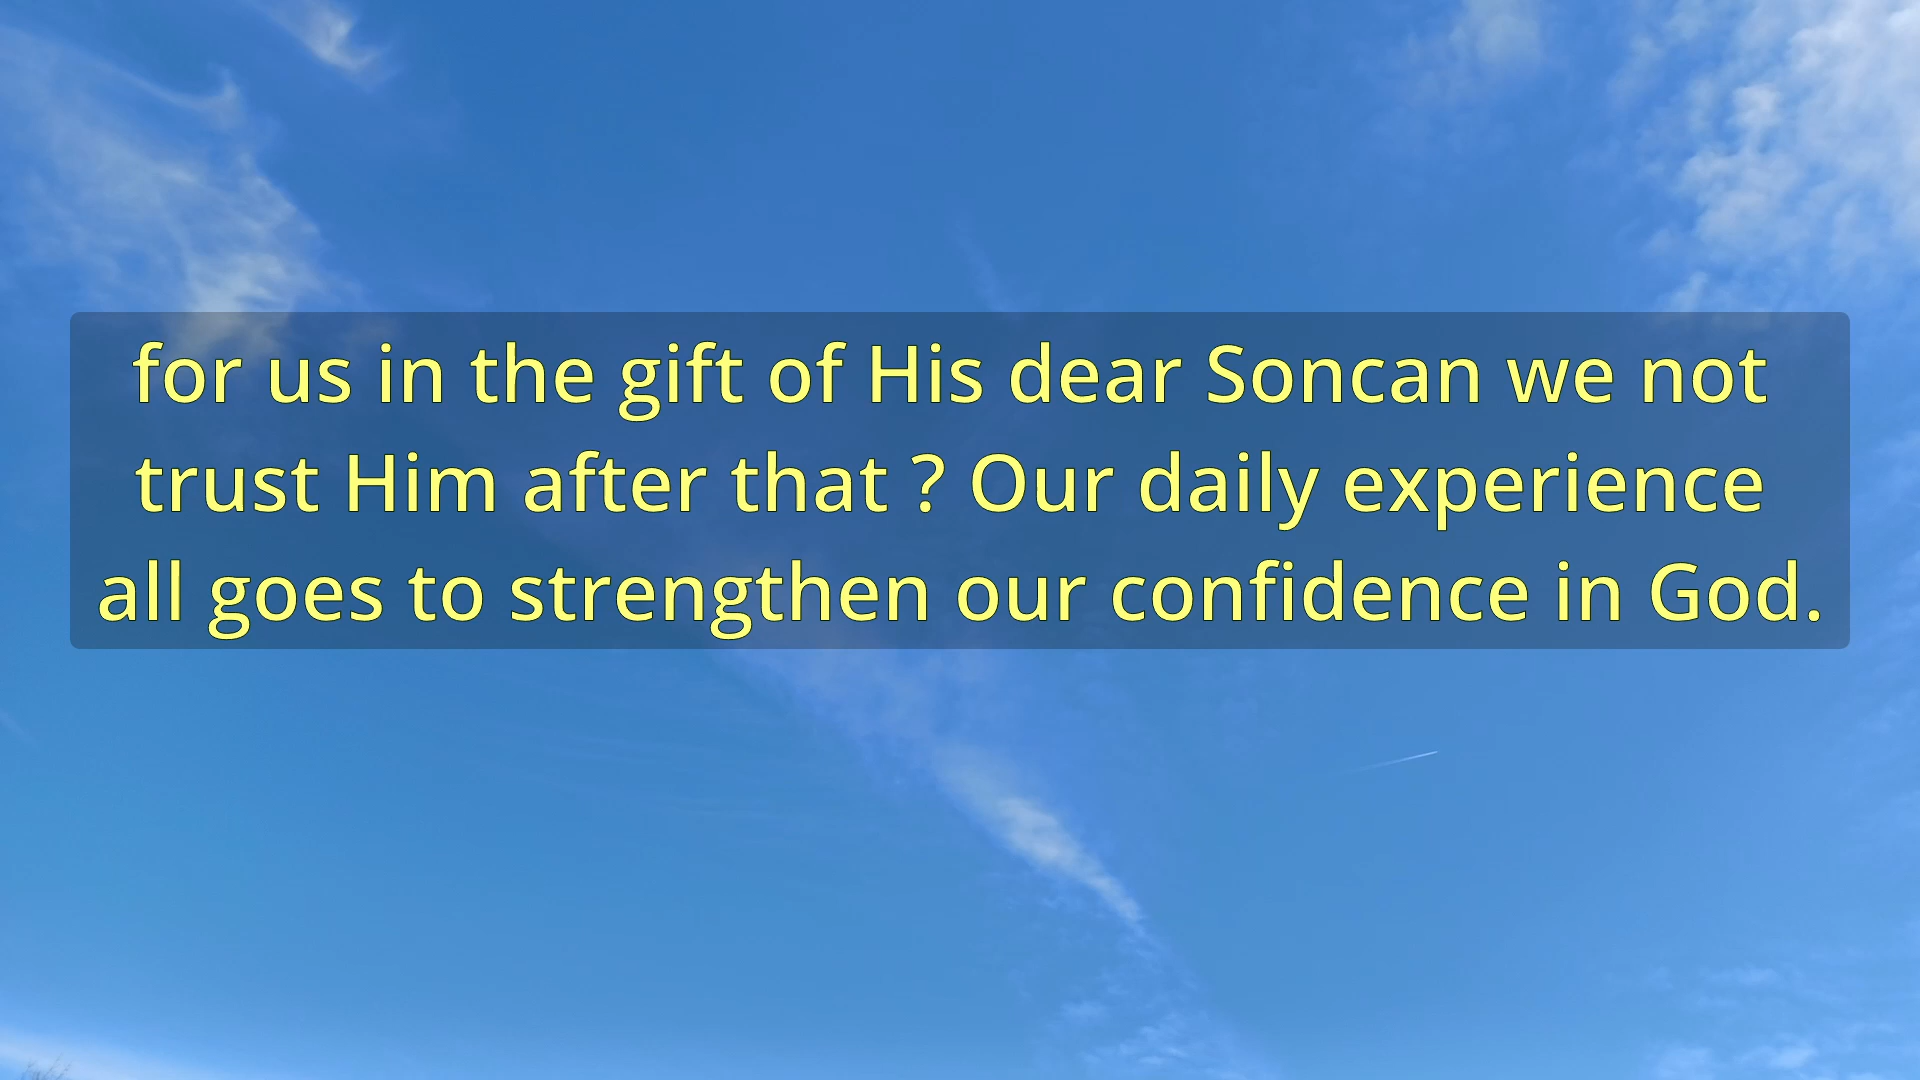 for us in the gift of His dear Soncan we not
trust Him after that ? Our daily experience
all goes to strengthen our confidence in God.